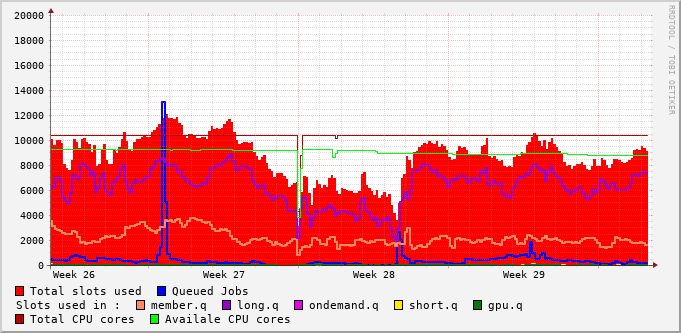 20000
18000
16000
14000
12000
10000
8000
6000
4000
2000
0
Week 26 Week 27 Week 28 Week 29
Total slots used Queued Jobs
Slots used in : member.q long.q ondemand.q short.q gpu.q
Total CPU cores Availale CPU cores
RRDTOOL / TOBI OETIKER